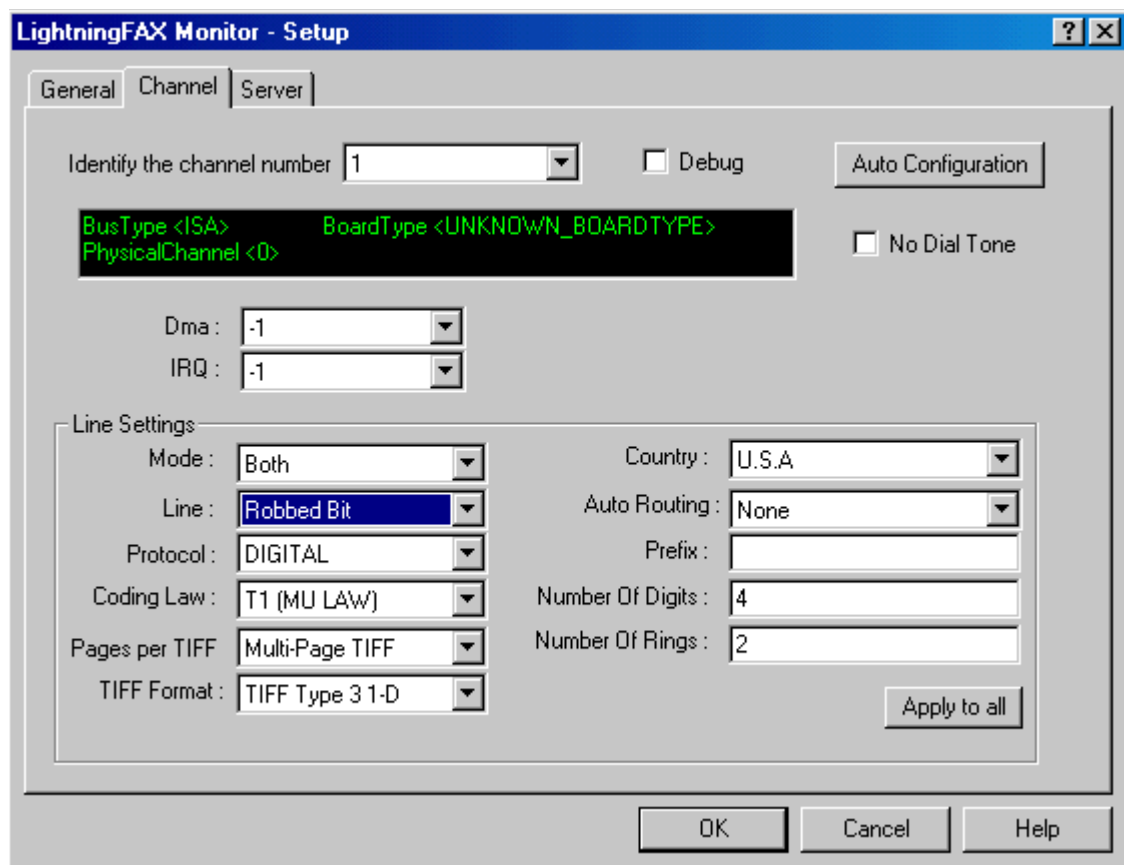 LightningFAX Monitor - Setup
General Channel Server
Identify the channel number 1 Debug Auto Configuration
BusType <ISA> BoardType <UNKNOWN_BOARDTYPE>
PhysicalChannel <0>
No Dial Tone
Dma : -1
IRQ : -1
Line Settings
Mode : Both
Line : Robbed Bit
Protocol : DIGITAL
Coding Law : T1 (MU LAW)
Pages per TIFF Multi-Page TIFF
TIFF Format : TIFF Type 3 1-D
Country : U.S.A
Auto Routing : None
Prefix :
Number Of Digits : 4
Number Of Rings : 2
Apply to all
OK Cancel Help